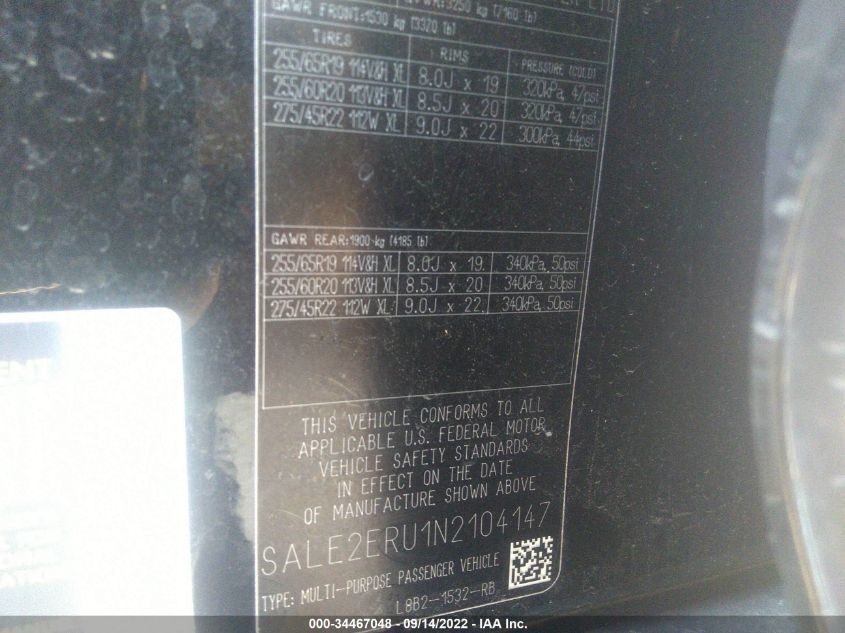 3250 kg (7160 lb)
GAWR FRONT:1530 kg (3320 lb)
TIRES RIMS PRESSURE (COLD)
255/65R19 114V&H XL 8.0J x 19 320kPa, 47psi
255/60R20 113V&H XL 8.5J x 20 320kPa, 47psi
275/45R22 112W XL 9.0J x 22 300kPa, 44psi
GAWR REAR:1900 kg (4185 lb)
255/65R19 114V&H XL 8.0J x 19 340kPa, 50psi
255/60R20 113V&H XL 8.5J x 20 340kPa, 50psi
275/45R22 112W XL 9.0J x 22 340kPa, 50psi
THIS VEHICLE CONFORMS TO ALL
APPLICABLE U.S. FEDERAL MOTOR
VEHICLE SAFETY STANDARDS
IN EFFECT ON THE DATE
OF MANUFACTURE SHOWN ABOVE
SALE2ERU1N2104147
TYPE: MULTI-PURPOSE PASSENGER VEHICLE
L8B2-1532-RB
000-34467048 - 09/14/2022 - IAA Inc.